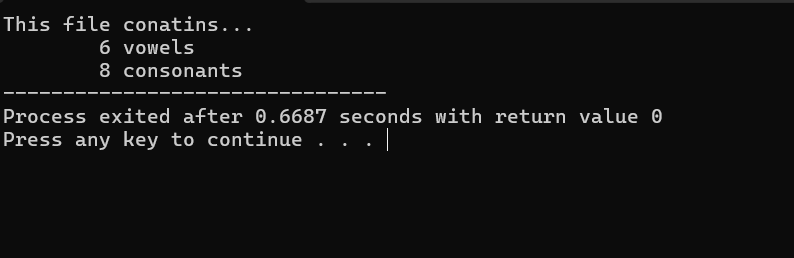 This file conatins...
6 vowels
8 consonants
--------------------------------
Process exited after 0.6687 seconds with return value 0
Press any key to continue . . .